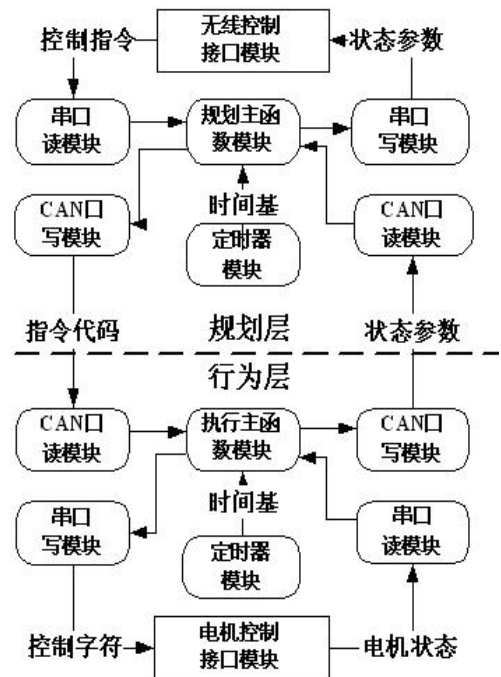 控制指令
无线控制
接口模块
状态参数
串口
读模块
规划主函
数模块
串口
写模块
CAN口
写模块
时间基
定时器
模块
CAN口
读模块
指令代码
规划层
状态参数
行为层
CAN口
读模块
执行主函
数模块
CAN口
写模块
串口
写模块
时间基
定时器
模块
串口
读模块
控制字符
电机控制
接口模块
电机状态